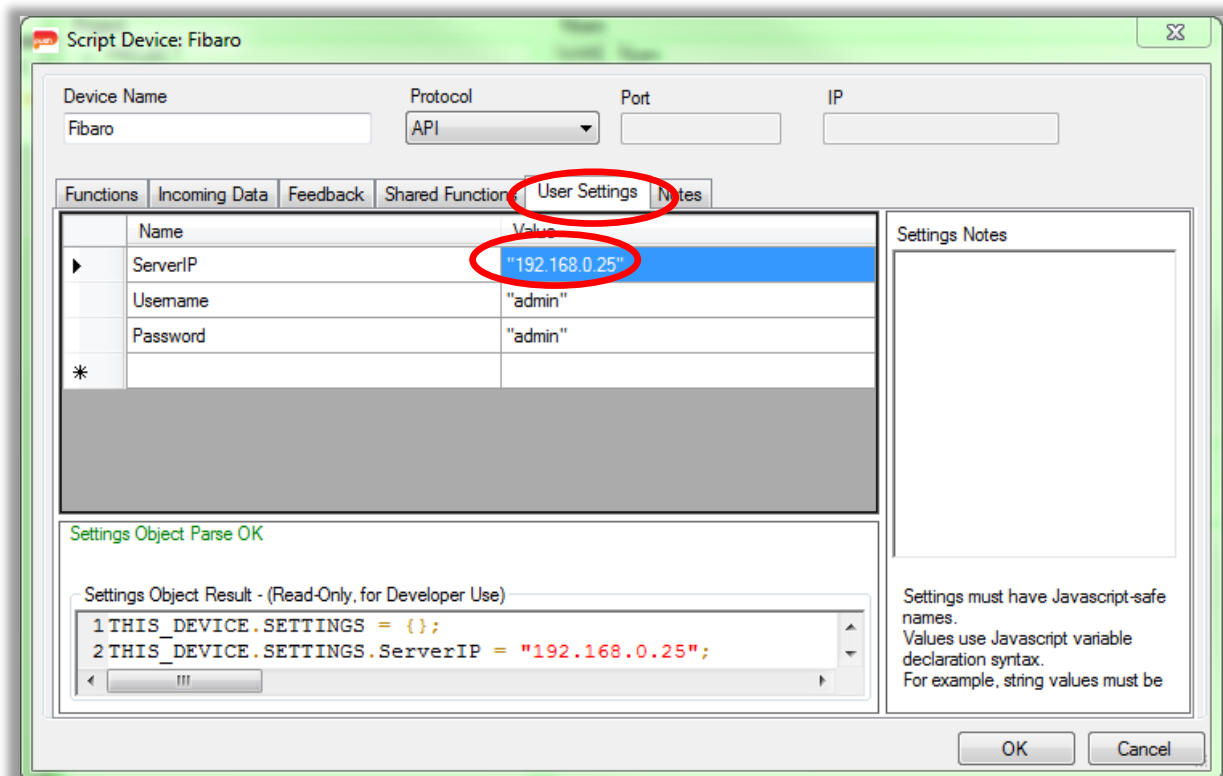 push Script Device: Fibaro
Device Name Protocol Port IP
Fibaro API
Functions Incoming Data Feedback Shared Functions User Settings Notes
Name Value
ServerIP "192.168.0.25"
Username "admin"
Password "admin"
Settings Notes
Settings Object Parse OK
Settings Object Result - (Read-Only, for Developer Use)
1 THIS_DEVICE.SETTINGS = {};
2 THIS_DEVICE.SETTINGS.ServerIP = "192.168.0.25";
Settings must have Javascript-safe
names.
Values use Javascript variable
declaration syntax.
For example, string values must be
OK Cancel